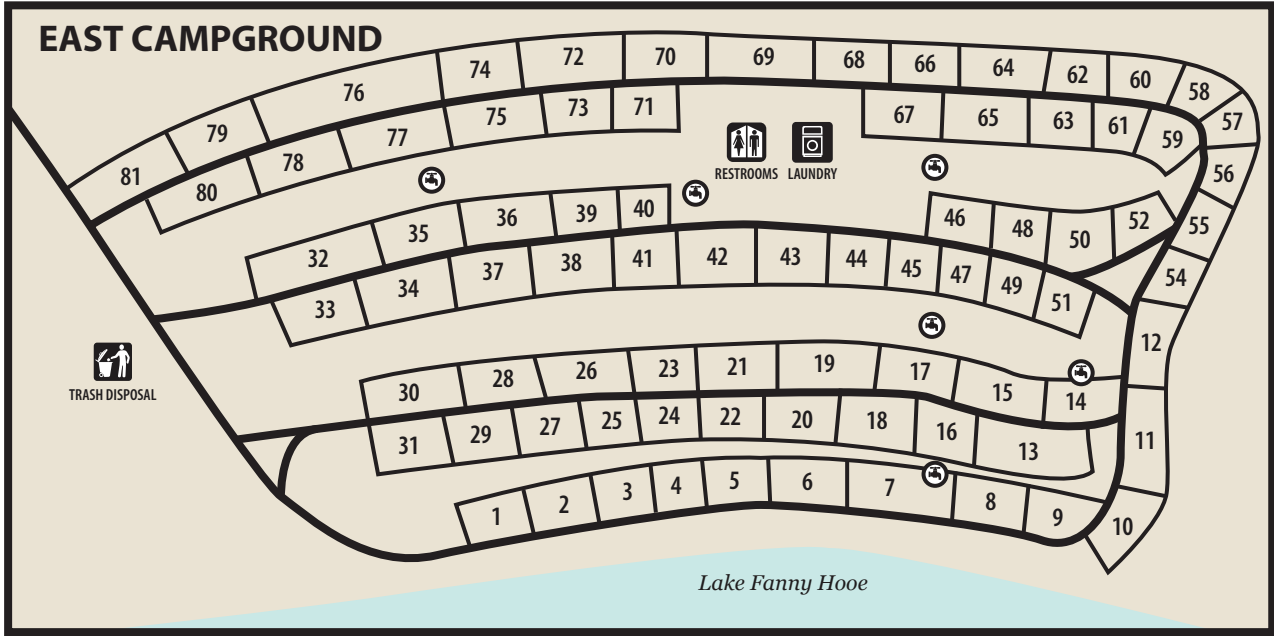 EAST CAMPGROUND
81 79 76 74 72 70 69 68 66 64 62 60 58 57
80 78 77 75 73 71 67 65 63 61 59
RESTROOMS LAUNDRY
56
32 35 36 39 40 46 48 50 52 55
33 34 37 38 41 42 43 44 45 47 49 51 54
TRASH DISPOSAL
12
30 28 26 23 21 19 17 15 14
31 29 27 25 24 22 20 18 16 13 11
1 2 3 4 5 6 7 8 9 10
Lake Fanny Hooe